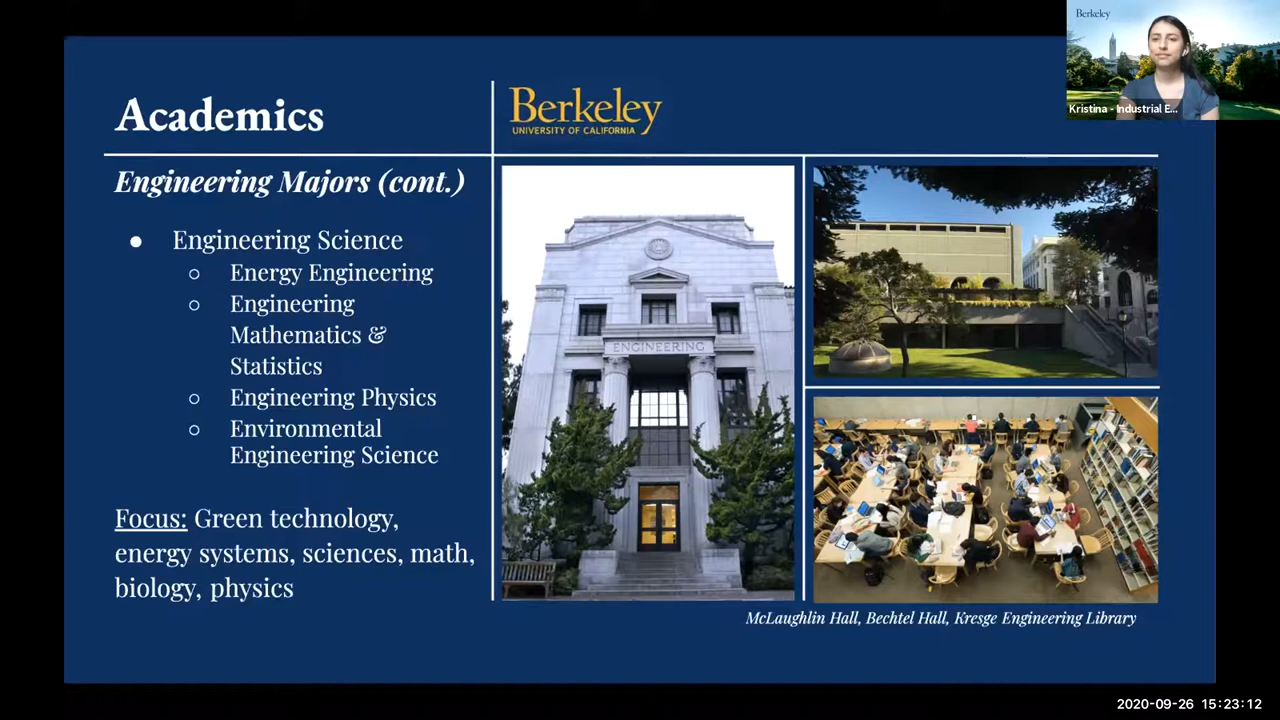 Berkeley
Kristina - Industrial E...
Academics
Berkeley
UNIVERSITY OF CALIFORNIA
Engineering Majors (cont.)
● Engineering Science
○ Energy Engineering
○ Engineering
Mathematics &
Statistics
○ Engineering Physics
○ Environmental
Engineering Science
Focus: Green technology,
energy systems, sciences, math,
biology, physics
ENGINEERING
McLaughlin Hall, Bechtel Hall, Kresge Engineering Library
2020-09-26 15:23:12